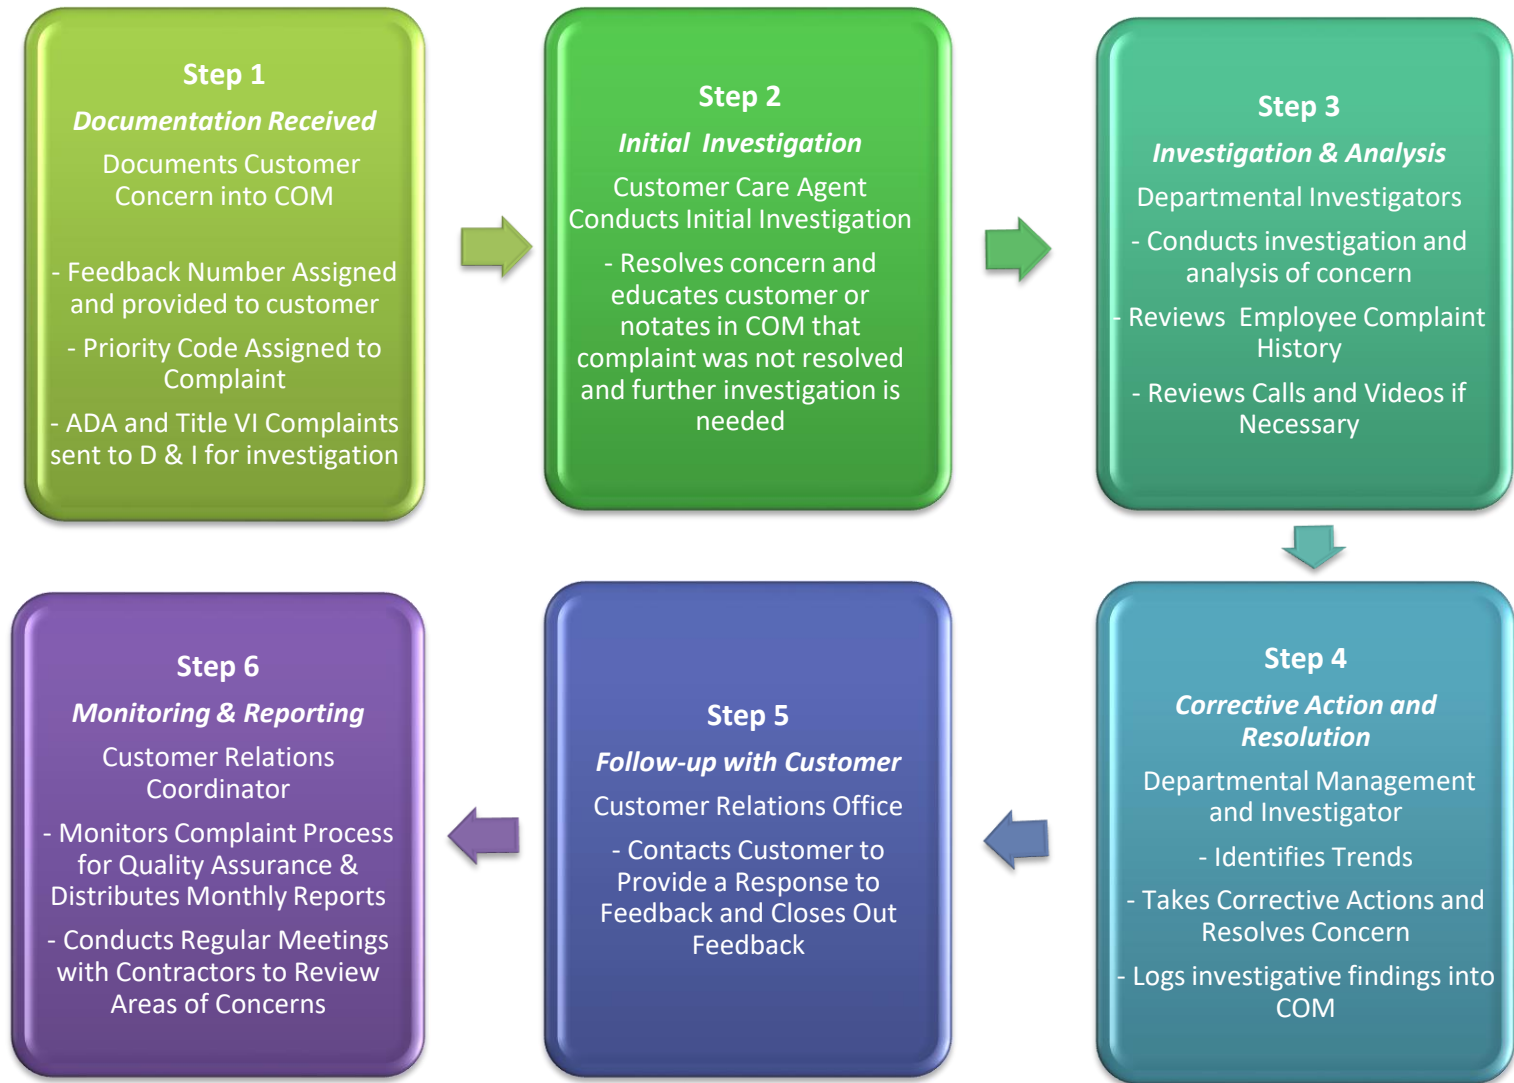 Step 1
Documentation Received
Documents Customer
Concern into COM
- Feedback Number Assigned
and provided to customer
- Priority Code Assigned to
Complaint
- ADA and Title VI Complaints
sent to D & I for investigation
Step 2
Initial Investigation
Customer Care Agent
Conducts Initial Investigation
- Resolves concern and
educates customer or
notates in COM that
complaint was not resolved
and further investigation is
needed
Step 3
Investigation & Analysis
Departmental Investigators
- Conducts investigation and
analysis of concern
- Reviews Employee Complaint
History
- Reviews Calls and Videos if
Necessary
Step 4
Corrective Action and
Resolution
Departmental Management
and Investigator
- Identifies Trends
- Takes Corrective Actions and
Resolves Concern
- Logs investigative findings into
COM
Step 5
Follow-up with Customer
Customer Relations Office
- Contacts Customer to
Provide a Response to
Feedback and Closes Out
Feedback
Step 6
Monitoring & Reporting
Customer Relations
Coordinator
- Monitors Complaint Process
for Quality Assurance &
Distributes Monthly Reports
- Conducts Regular Meetings
with Contractors to Review
Areas of Concerns